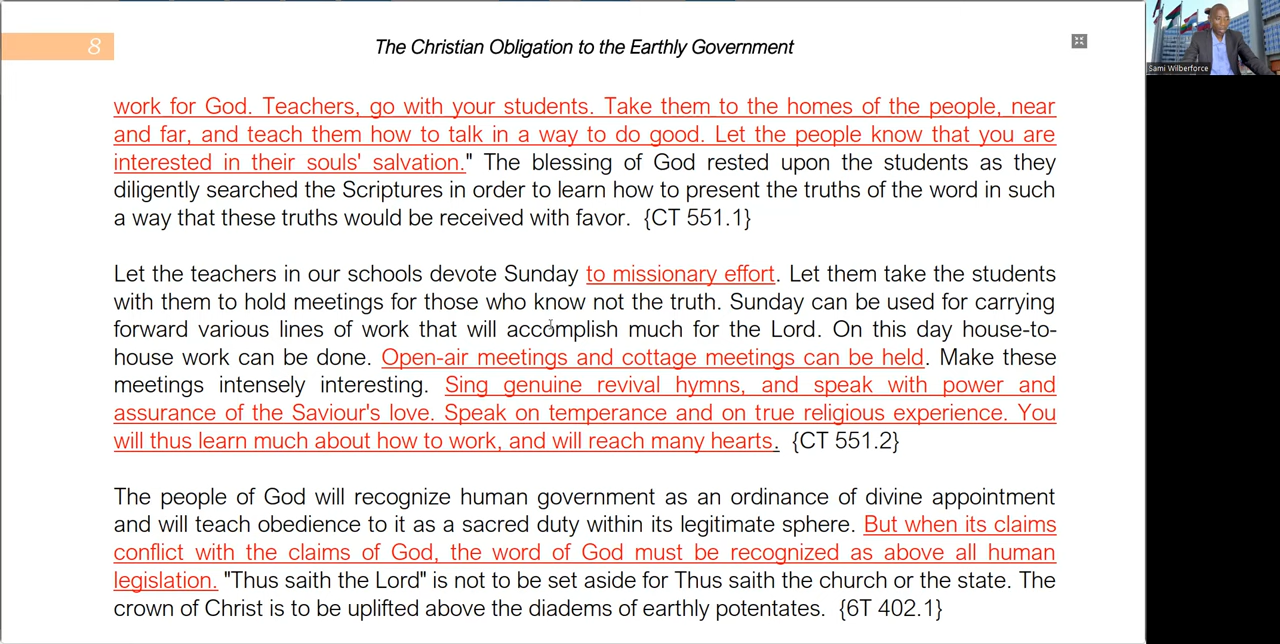 8
The Christian Obligation to the Earthly Government
Sami Wilberforce
work for God. Teachers, go with your students. Take them to the homes of the people, near
and far, and teach them how to talk in a way to do good. Let the people know that you are
interested in their souls' salvation." The blessing of God rested upon the students as they
diligently searched the Scriptures in order to learn how to present the truths of the word in such
a way that these truths would be received with favor. {CT 551.1}
Let the teachers in our schools devote Sunday to missionary effort. Let them take the students
with them to hold meetings for those who know not the truth. Sunday can be used for carrying
forward various lines of work that will accomplish much for the Lord. On this day house-to-
house work can be done. Open-air meetings and cottage meetings can be held. Make these
meetings intensely interesting. Sing genuine revival hymns, and speak with power and
assurance of the Saviour's love. Speak on temperance and on true religious experience. You
will thus learn much about how to work, and will reach many hearts. {CT 551.2}
The people of God will recognize human government as an ordinance of divine appointment
and will teach obedience to it as a sacred duty within its legitimate sphere. But when its claims
conflict with the claims of God, the word of God must be recognized as above all human
legislation. "Thus saith the Lord" is not to be set aside for Thus saith the church or the state. The
crown of Christ is to be uplifted above the diadems of earthly potentates. {6T 402.1}